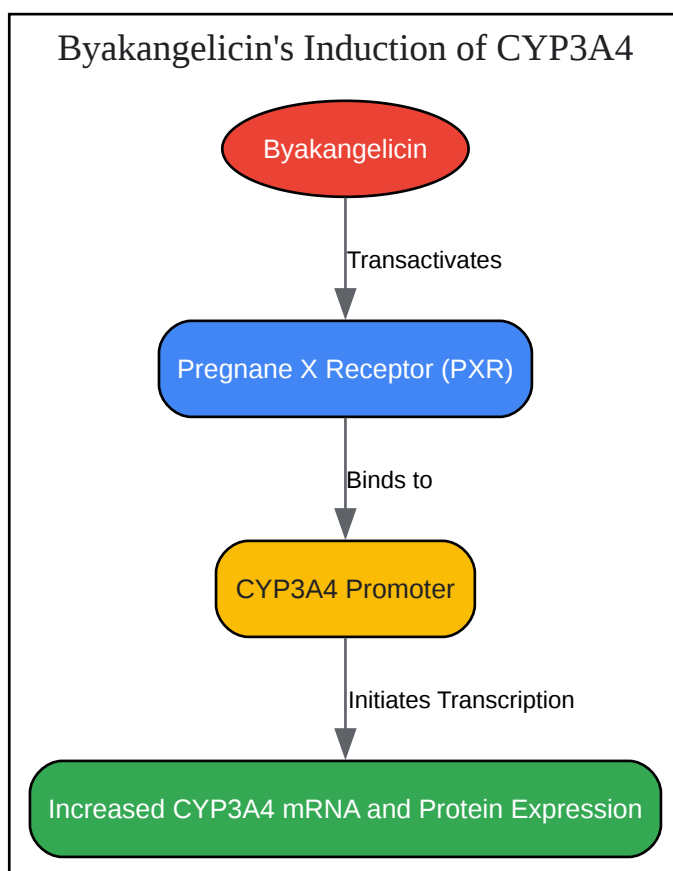 Byakangelicin's Induction of CYP3A4
Byakangelicin
Transactivates
Pregnane X Receptor (PXR)
Binds to
CYP3A4 Promoter
Initiates Transcription
Increased CYP3A4 mRNA and Protein Expression